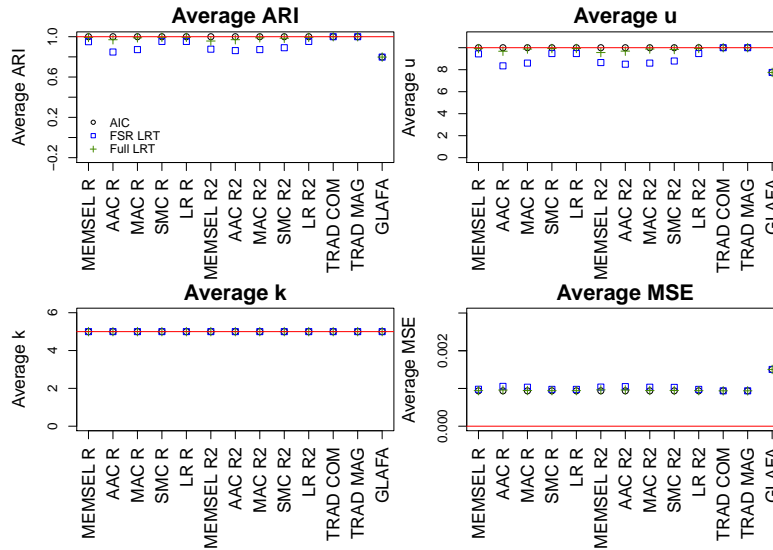 Average ARI
Average ARI
1.0
0.8
0.4
−0.2
AIC
FSR LRT
Full LRT
MEMSEL R
AAC R
MAC R
SMC R
LR R
MEMSEL R2
AAC R2
MAC R2
SMC R2
LR R2
TRAD COM
TRAD MAG
GLAFA
Average u
Average u
8
6
4
2
0
MEMSEL R
AAC R
MAC R
SMC R
LR R
MEMSEL R2
AAC R2
MAC R2
SMC R2
LR R2
TRAD COM
TRAD MAG
GLAFA
Average k
Average k
6
4
2
0
MEMSEL R
AAC R
MAC R
SMC R
LR R
MEMSEL R2
AAC R2
MAC R2
SMC R2
LR R2
TRAD COM
TRAD MAG
GLAFA
Average MSE
Average MSE
0.002
0.000
MEMSEL R
AAC R
MAC R
SMC R
LR R
MEMSEL R2
AAC R2
MAC R2
SMC R2
LR R2
TRAD COM
TRAD MAG
GLAFA